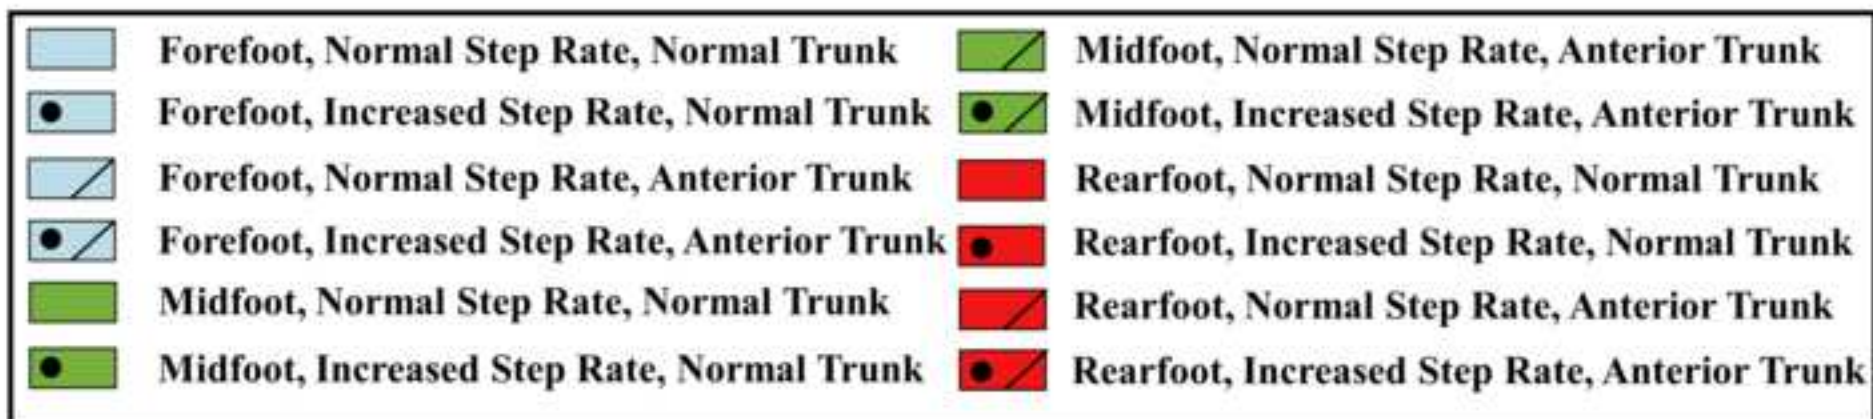 Forefoot, Normal Step Rate, Normal Trunk
Forefoot, Increased Step Rate, Normal Trunk
Forefoot, Normal Step Rate, Anterior Trunk
Forefoot, Increased Step Rate, Anterior Trunk
Midfoot, Normal Step Rate, Normal Trunk
Midfoot, Increased Step Rate, Normal Trunk
Midfoot, Normal Step Rate, Anterior Trunk
Midfoot, Increased Step Rate, Anterior Trunk
Rearfoot, Normal Step Rate, Normal Trunk
Rearfoot, Increased Step Rate, Normal Trunk
Rearfoot, Normal Step Rate, Anterior Trunk
Rearfoot, Increased Step Rate, Anterior Trunk